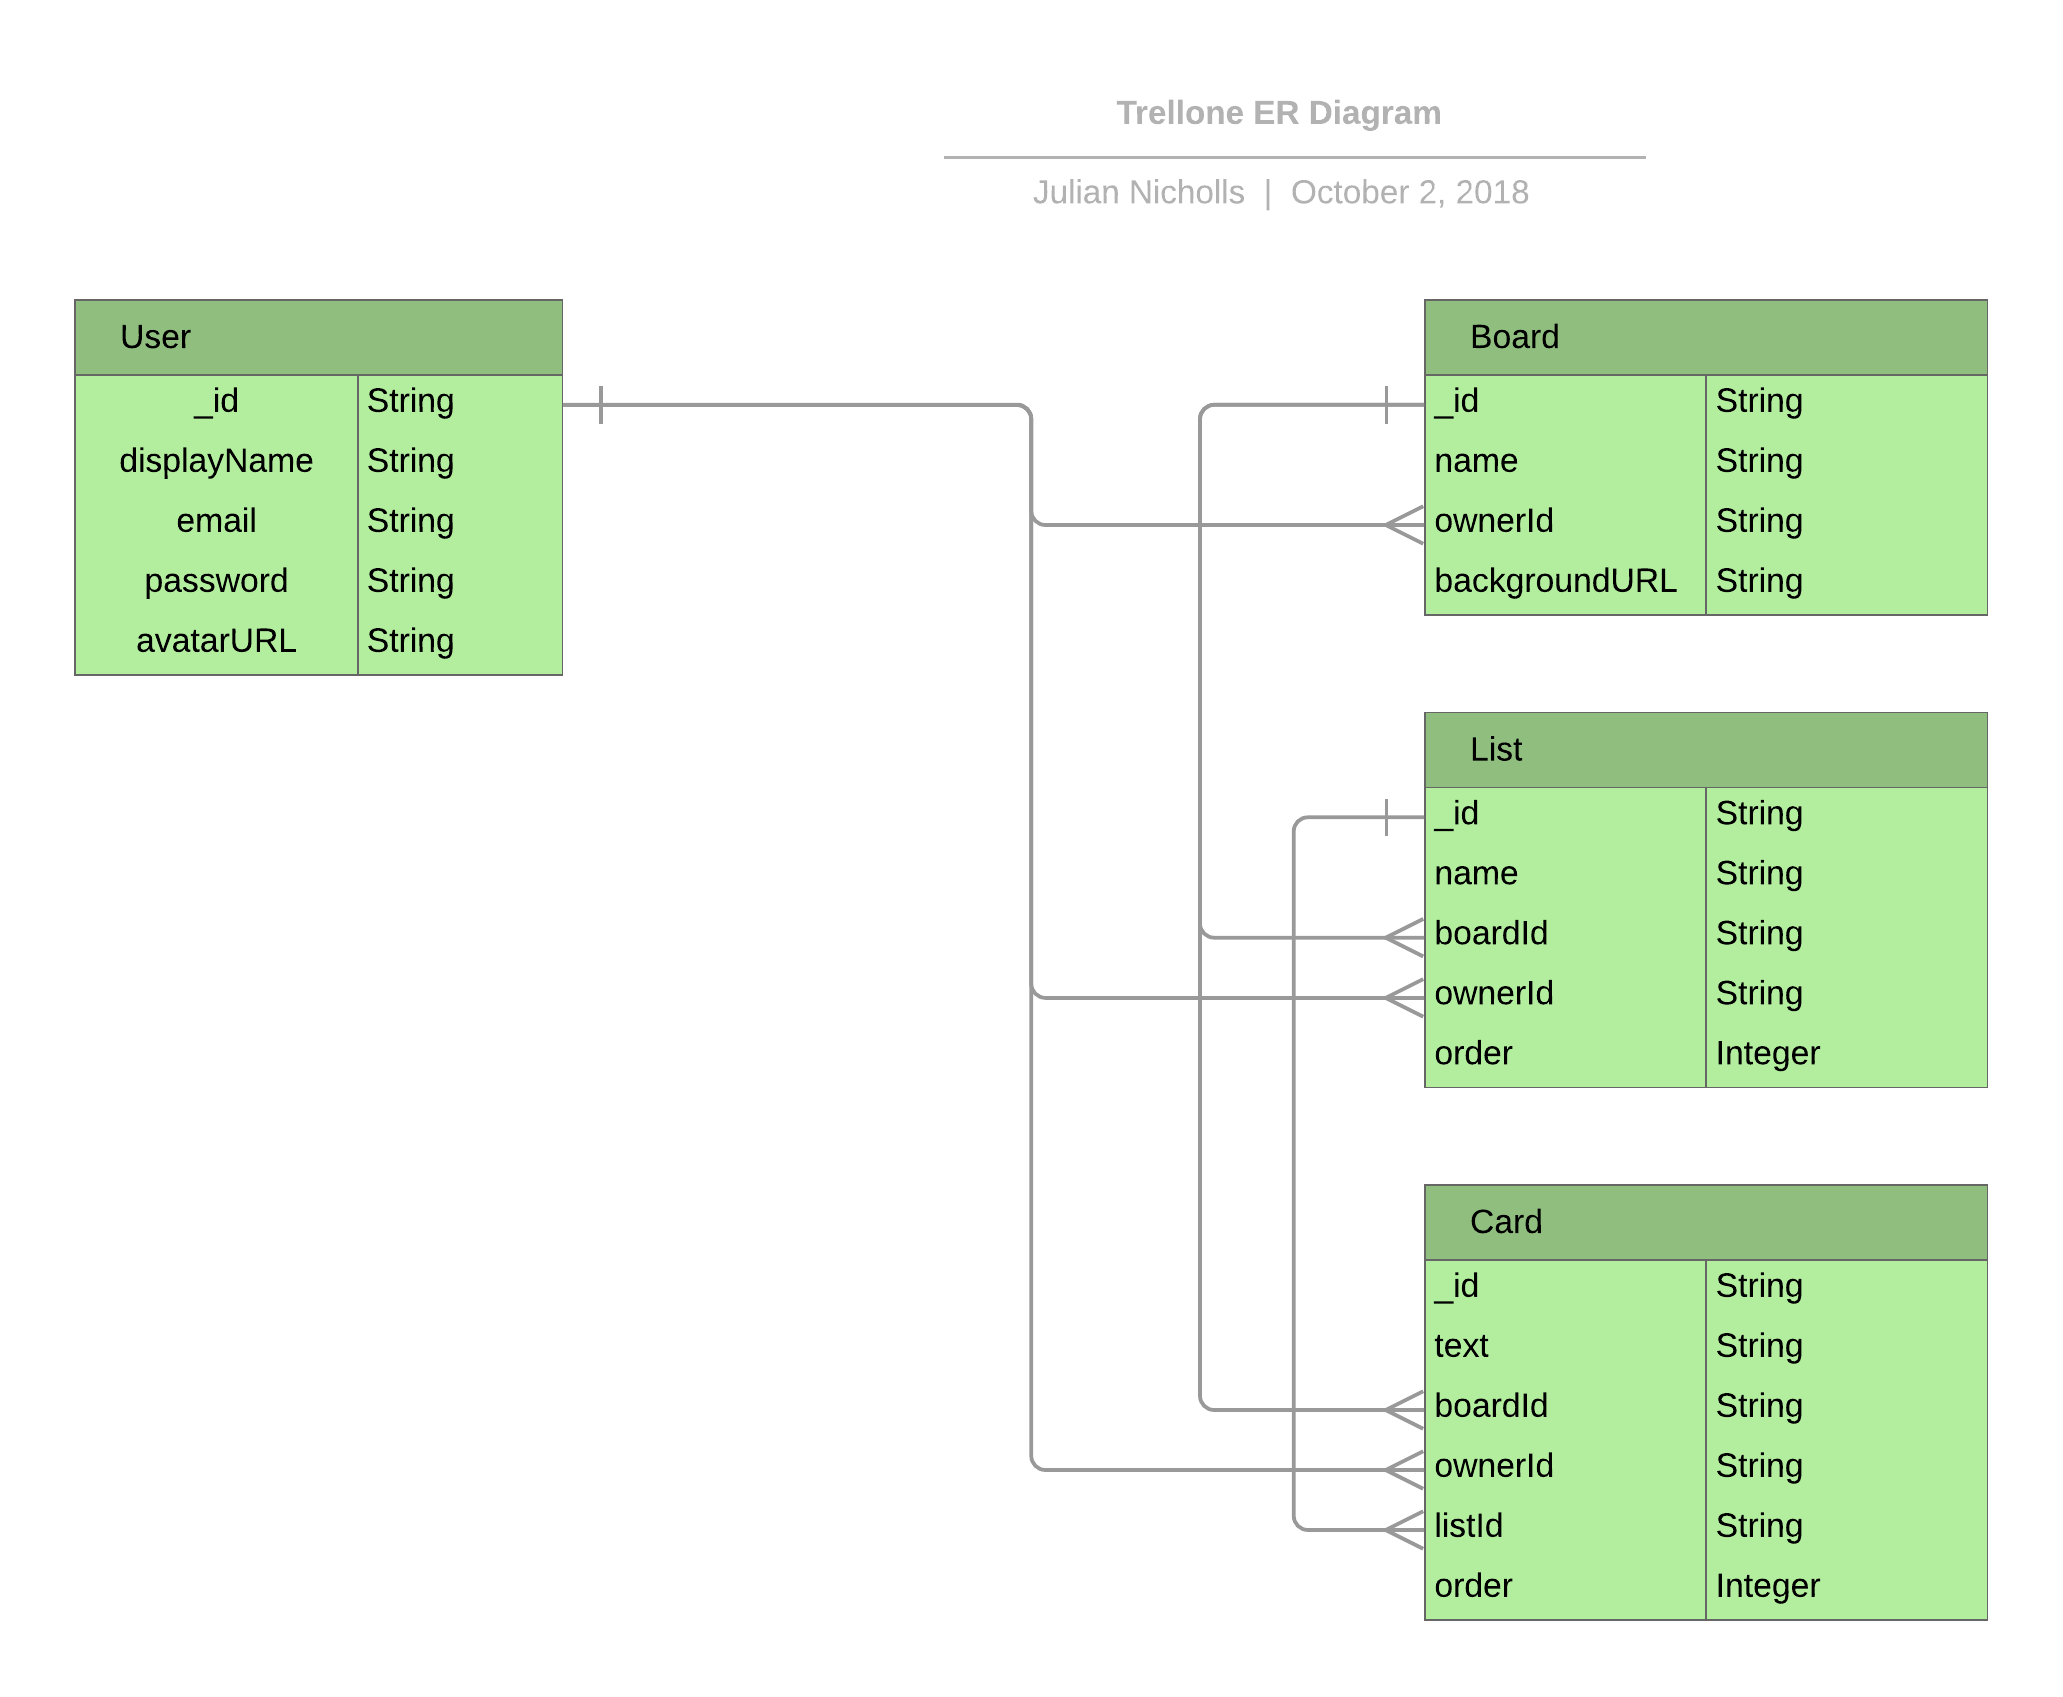 Trellone ER Diagram
Julian Nicholls | October 2, 2018
User
_id String
displayName String
email String
password String
avatarURL String
Board
_id String
name String
ownerId String
backgroundURL String
List
_id String
name String
boardId String
ownerId String
order Integer
Card
_id String
text String
boardId String
ownerId String
listId String
order Integer